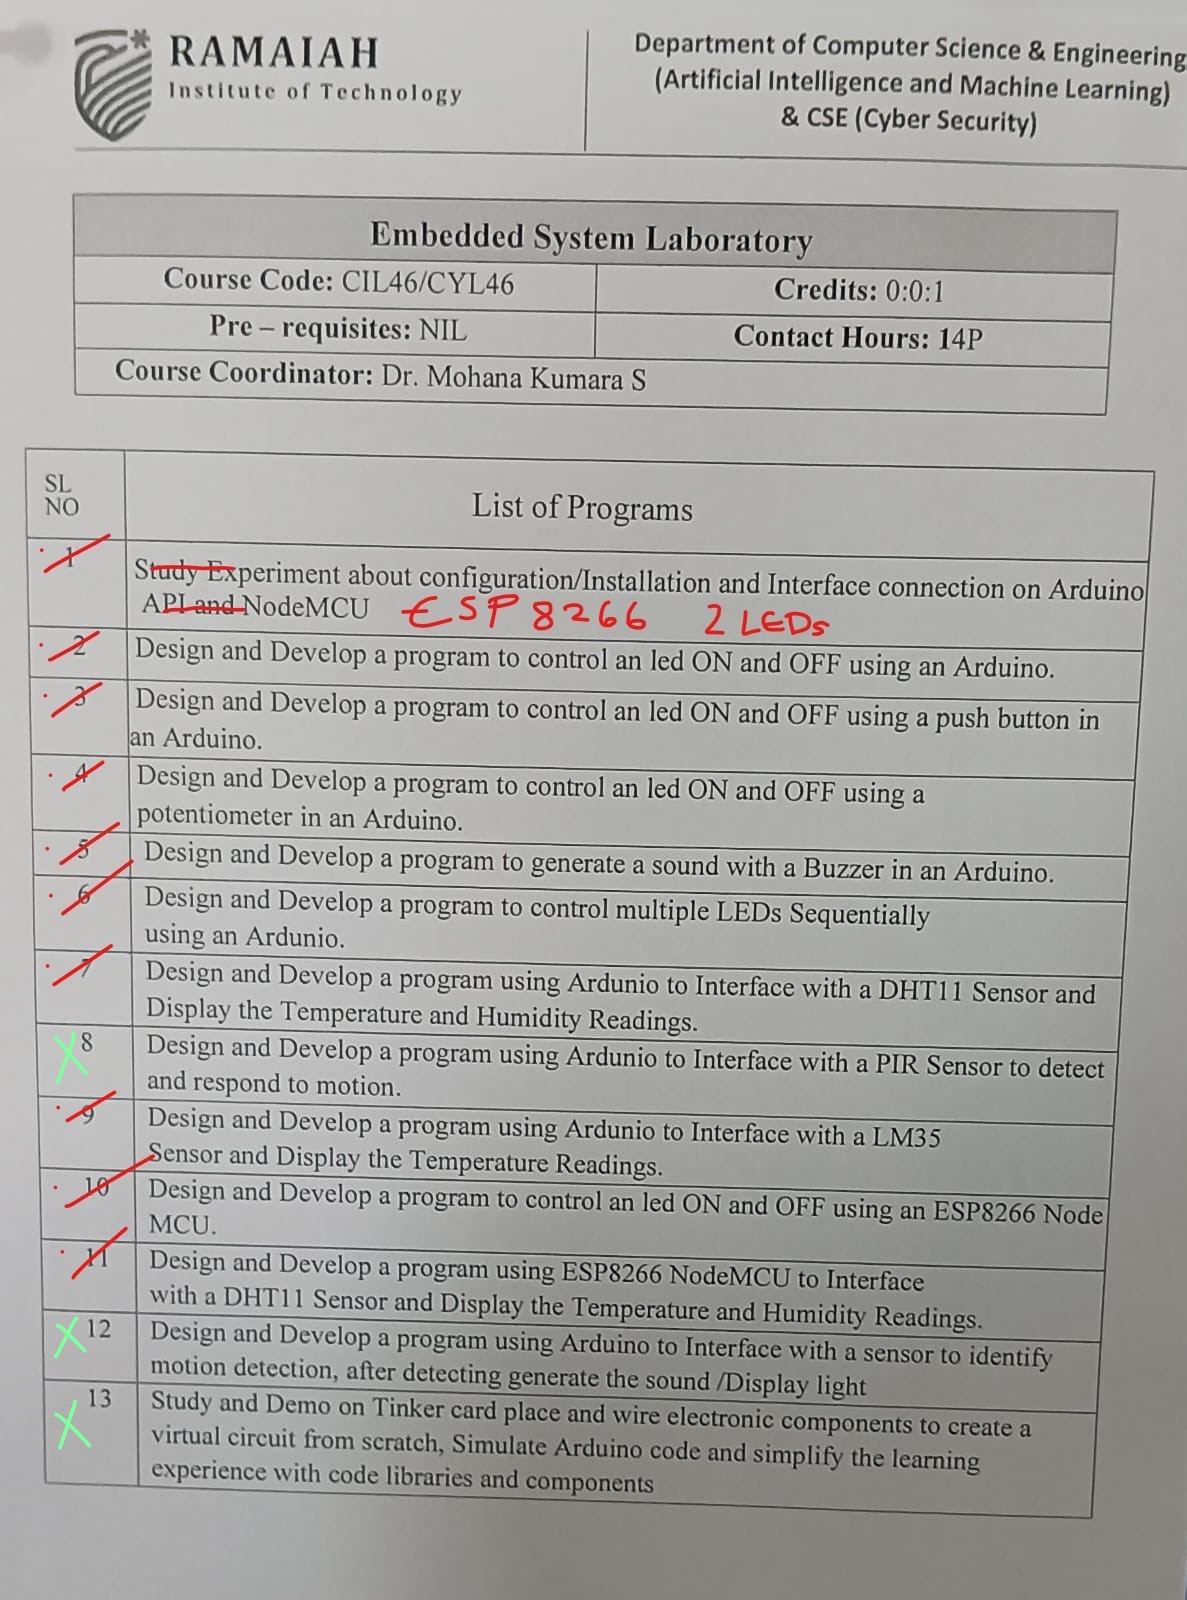 RAMAIAH
Institute of Technology
Department of Computer Science & Engineering
(Artificial Intelligence and Machine Learning)
& CSE (Cyber Security)
Embedded System Laboratory
Course Code: CIL46/CYL46
Credits: 0:0:1
Pre – requisites: NIL
Contact Hours: 14P
Course Coordinator: Dr. Mohana Kumara S
SL
NO
List of Programs
1
Study Experiment about configuration/Installation and Interface connection on Arduino
API and NodeMCU ESP 8266 2 LEDs
2
Design and Develop a program to control an led ON and OFF using an Arduino.
3
Design and Develop a program to control an led ON and OFF using a push button in
an Arduino.
4
Design and Develop a program to control an led ON and OFF using a
potentiometer in an Arduino.
5
Design and Develop a program to generate a sound with a Buzzer in an Arduino.
6
Design and Develop a program to control multiple LEDs Sequentially
using an Ardunio.
7
Design and Develop a program using Ardunio to Interface with a DHT11 Sensor and
Display the Temperature and Humidity Readings.
X 8
Design and Develop a program using Ardunio to Interface with a PIR Sensor to detect
and respond to motion.
9
Design and Develop a program using Ardunio to Interface with a LM35
Sensor and Display the Temperature Readings.
10
Design and Develop a program to control an led ON and OFF using an ESP8266 Node
MCU.
11
Design and Develop a program using ESP8266 NodeMCU to Interface
with a DHT11 Sensor and Display the Temperature and Humidity Readings.
X 12
Design and Develop a program using Arduino to Interface with a sensor to identify
motion detection, after detecting generate the sound /Display light
X 13
Study and Demo on Tinker card place and wire electronic components to create a
virtual circuit from scratch, Simulate Arduino code and simplify the learning
experience with code libraries and components